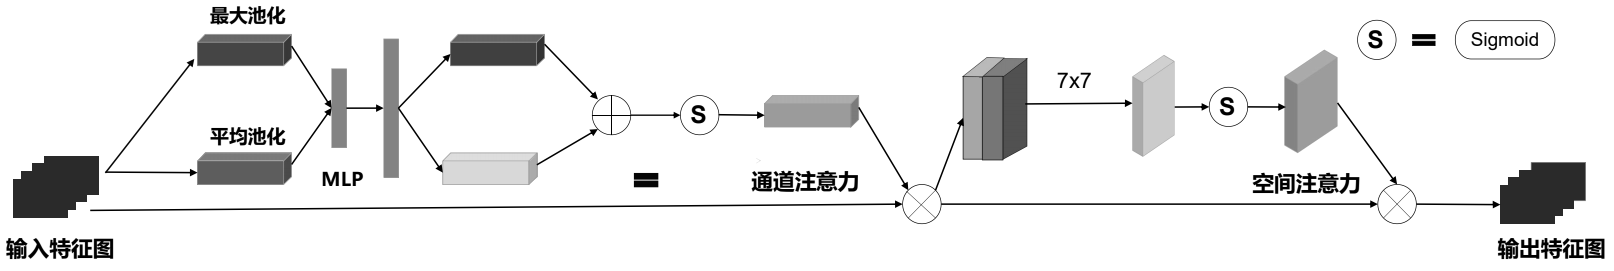 最大池化
平均池化
MLP
输入特征图
S
通道注意力
7x7
S
空间注意力
S = Sigmoid
输出特征图